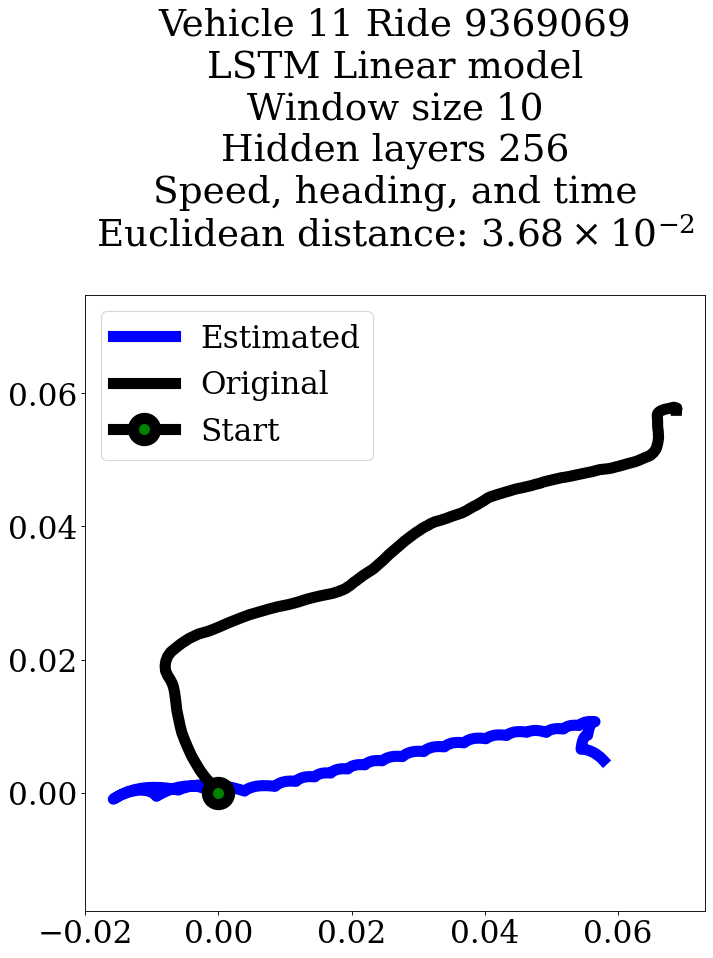 Vehicle 11 Ride 9369069
LSTM Linear model
Window size 10
Hidden layers 256
Speed, heading, and time
Euclidean distance: 3.68 × 10⁻²
Estimated
Original
Start
0.06
0.04
0.02
0.00
−0.02 0.00 0.02 0.04 0.06